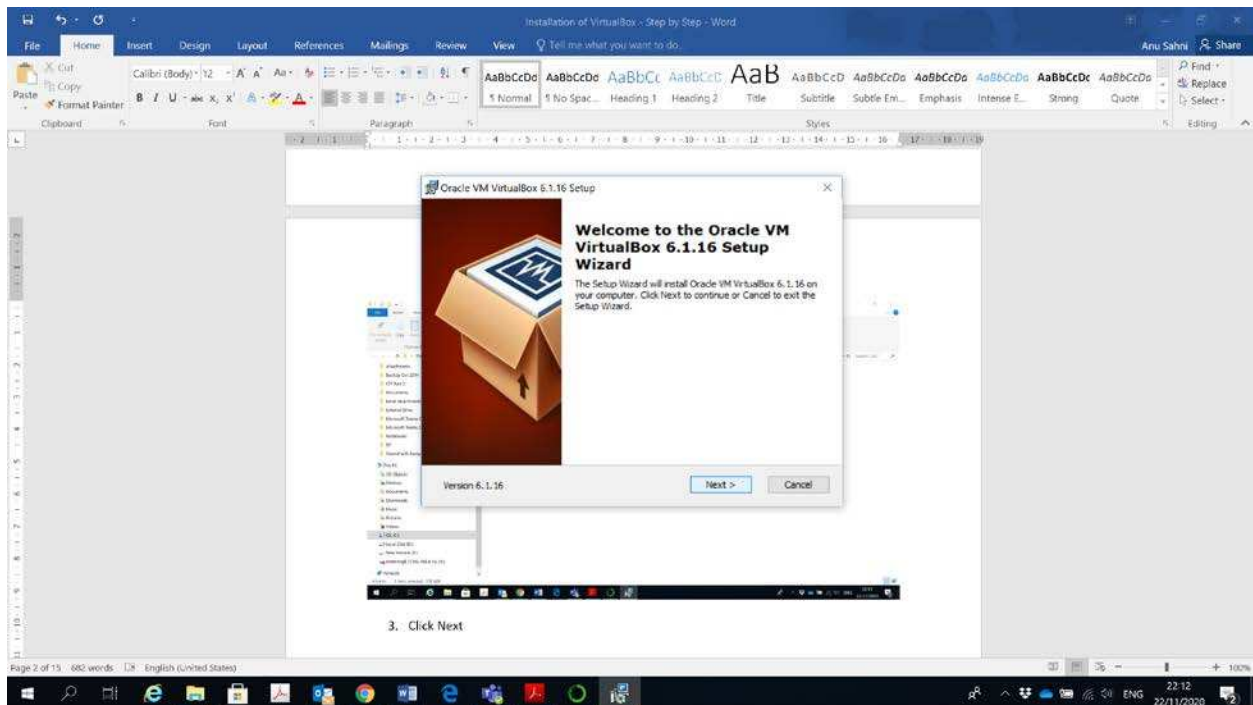 Installation of VirtualBox - Step by Step - Word
File Home Insert Design Layout References Mailings Review View Tell me what you want to do.. Anu Sahni Share
Cut
Copy
Paste
Format Painter
Calibri (Body) 12
Clipboard Font Paragraph Styles Editing
AaBbCcDd AaBbCcDd AaBbCc AaBbCcD AaB AaBbCcD AaBbCcDd AaBbCcDd AaBbCcDd AaBbCcDc AaBbCcDd
¶ Normal ¶ No Spac... Heading 1 Heading 2 Title Subtitle Subtle Em... Emphasis Intense E... Strong Quote
Find
Replace
Select
Oracle VM VirtualBox 6.1.16 Setup
Welcome to the Oracle VM
VirtualBox 6.1.16 Setup
Wizard
The Setup Wizard will install Oracle VM VirtualBox 6.1.16 on
your computer. Click Next to continue or Cancel to exit the
Setup Wizard.
Version 6.1.16
Next >
Cancel
3. Click Next
Page 2 of 15 682 words English (United States) 100%
ENG
22:12
22/11/2020